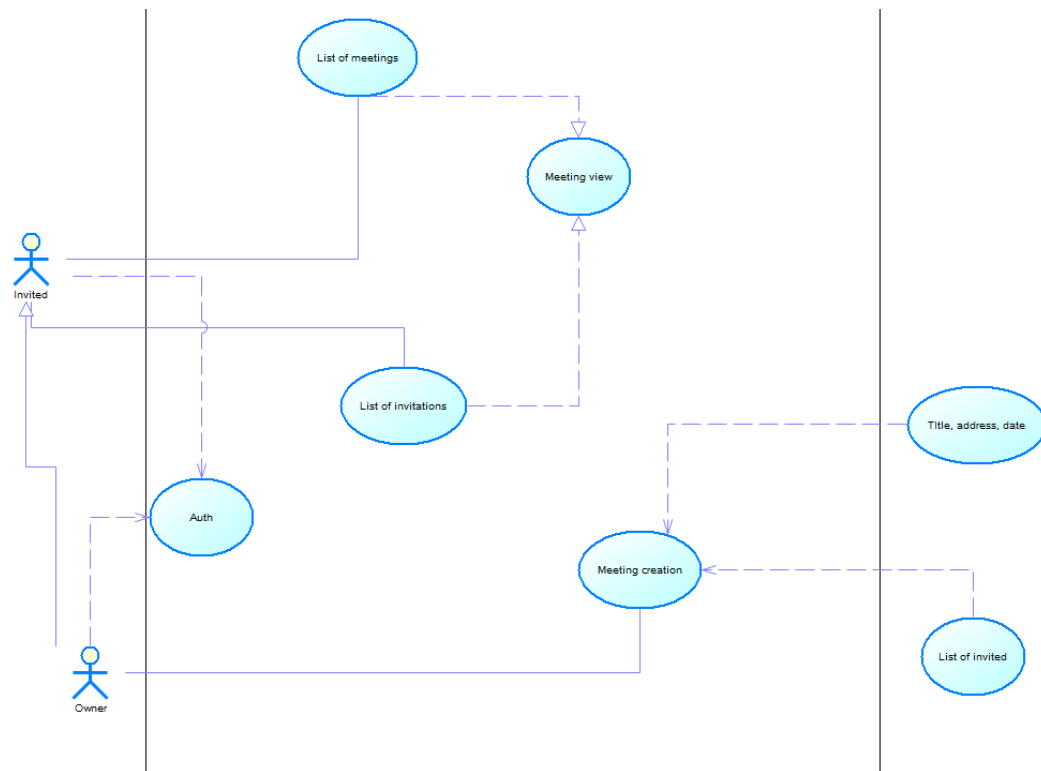 List of meetings
Meeting view
Invited
List of invitations
TItle, address, date
Auth
Meeting creation
List of invited
Owner